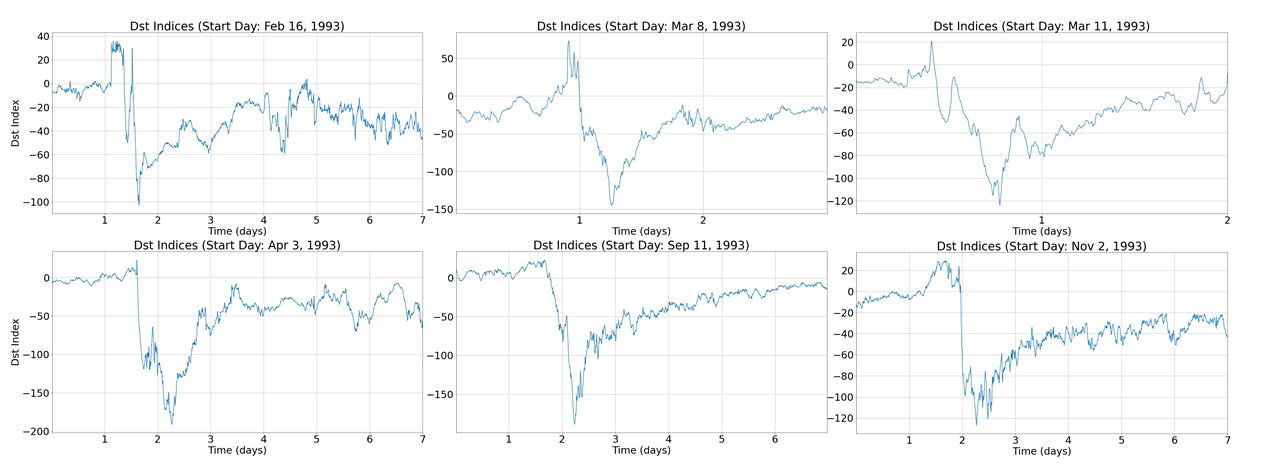 Dst Indices (Start Day: Feb 16, 1993)
40
20
0
−20
−40
−60
−80
−100
Dst Index
1 2 3 4 5 6 7
Time (days)
Dst Indices (Start Day: Mar 8, 1993)
50
0
−50
−100
−150
1 2
Time (days)
Dst Indices (Start Day: Mar 11, 1993)
20
0
−20
−40
−60
−80
−100
−120
1 2
Time (days)
Dst Indices (Start Day: Apr 3, 1993)
0
−50
−100
−150
−200
Dst Index
1 2 3 4 5 6 7
Time (days)
Dst Indices (Start Day: Sep 11, 1993)
0
−50
−100
−150
1 2 3 4 5 6
Time (days)
Dst Indices (Start Day: Nov 2, 1993)
20
0
−20
−40
−60
−80
−100
−120
1 2 3 4 5 6 7
Time (days)